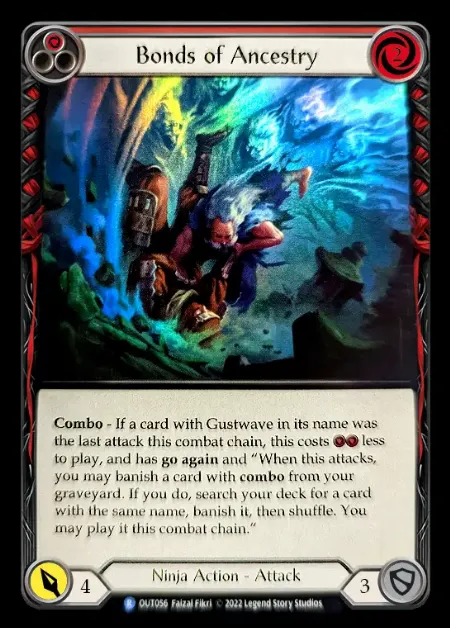 Bonds of Ancestry
2
Combo - If a card with Gustwave in its name was
the last attack this combat chain, this costs less
to play, and has go again and “When this attacks,
you may banish a card with combo from your
graveyard. If you do, search your deck for a card
with the same name, banish it, then shuffle. You
may play it this combat chain.”
4
Ninja Action - Attack
3
R OUT056 Faizal Fikri © 2022 Legend Story Studios